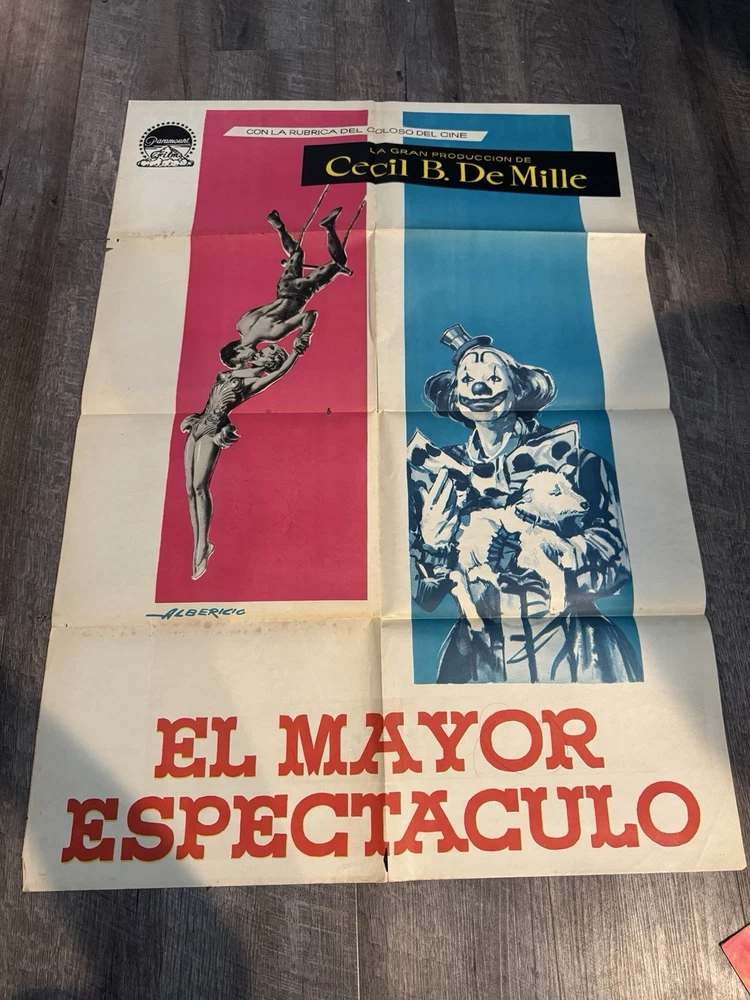 Paramount
Films
CON LA RUBRICA DEL COLOSO DEL CINE
LA GRAN PRODUCCION DE
Cecil B. De Mille
ALBERICIO
EL MAYOR
ESPECTACULO